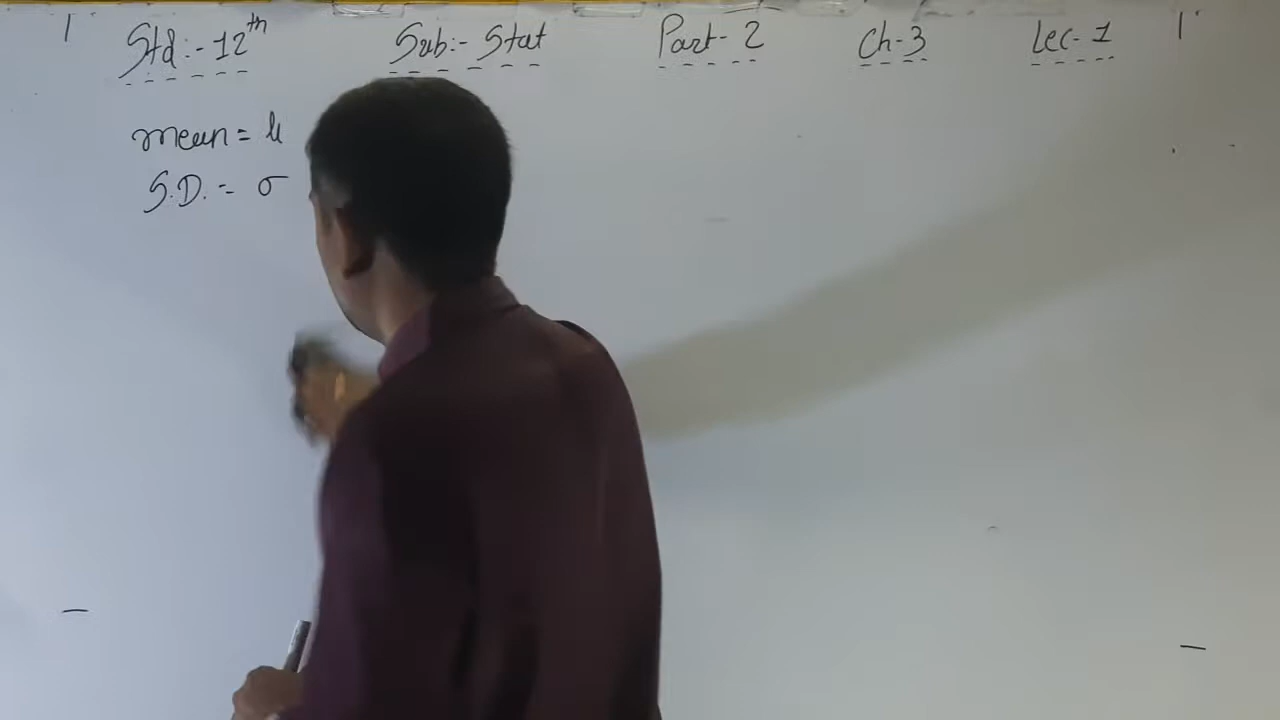 Std:- 12th Sub:- Stat Part- 2 Ch-3 Lec-1
mean = μ
S.D. = σ